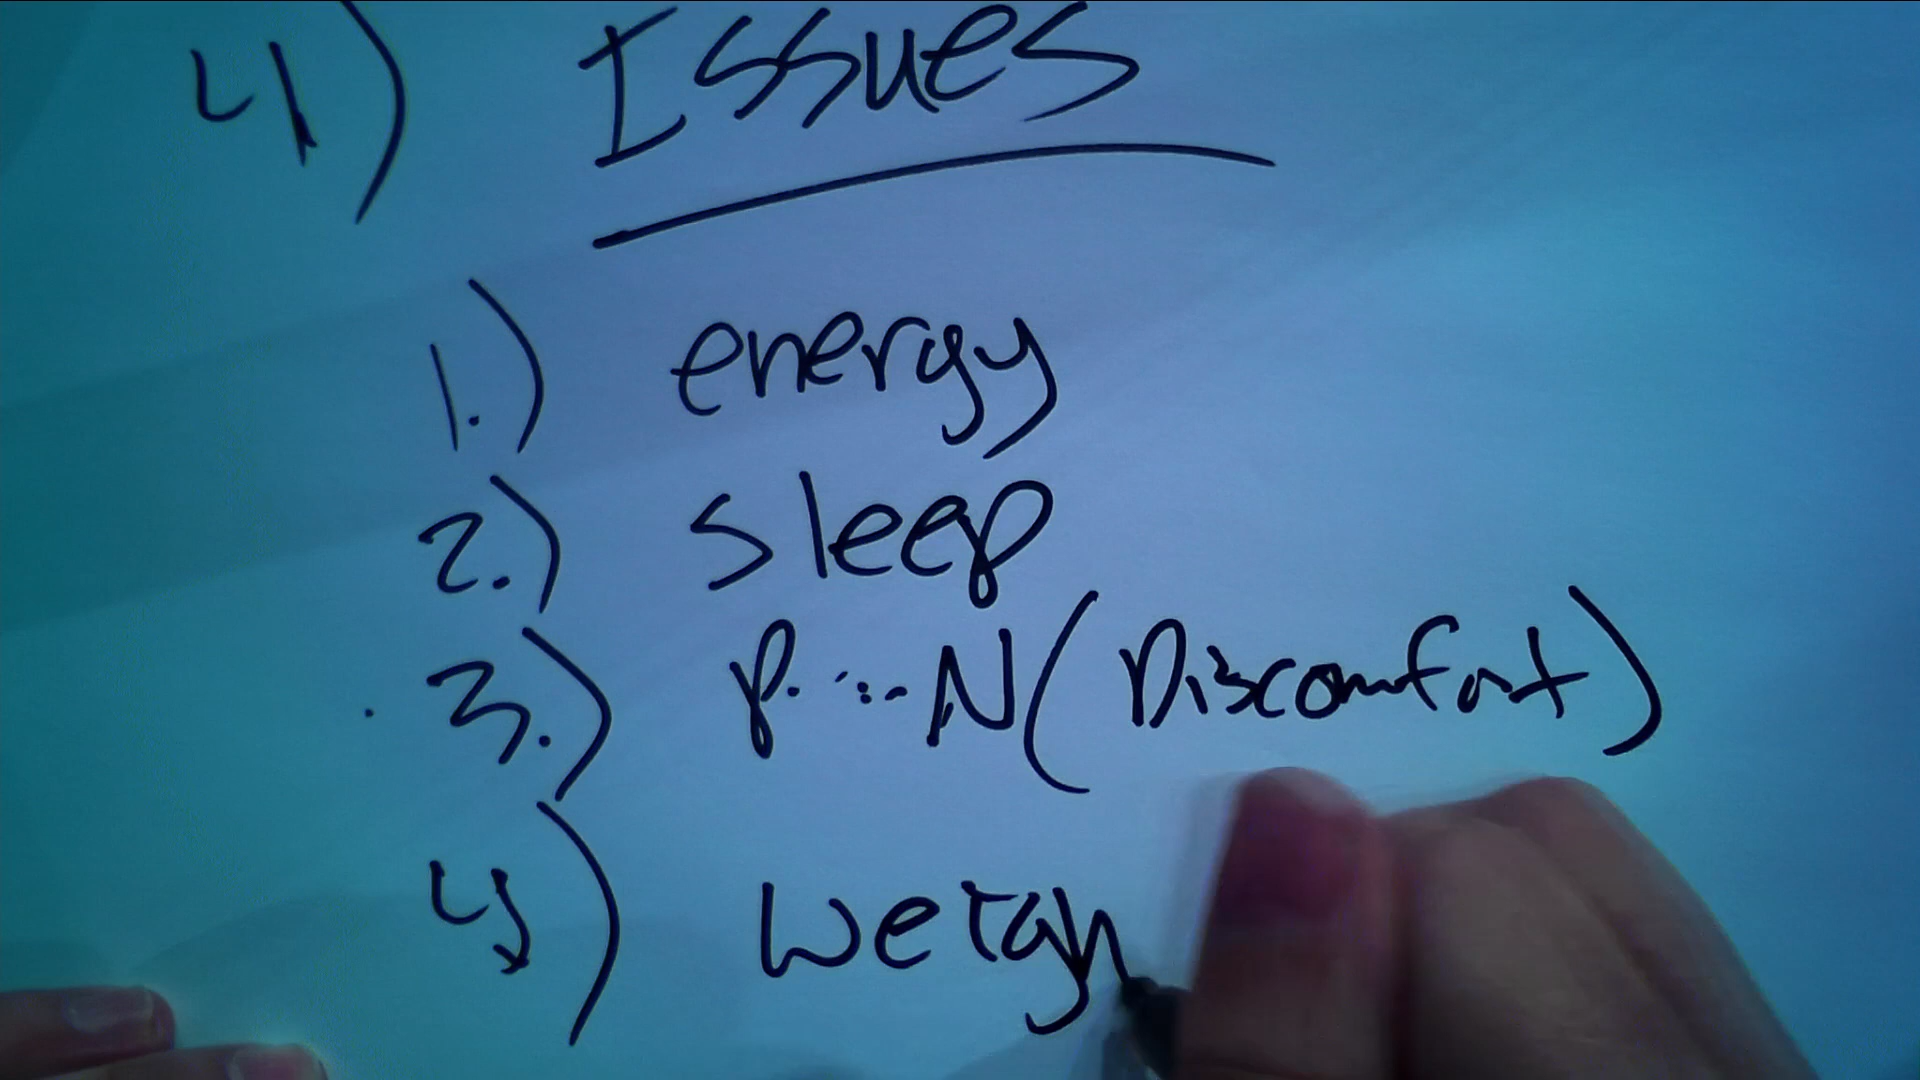 4) Issues
1.) energy
2.) sleep
3.) P. ... N (Discomfort)
4) weigh